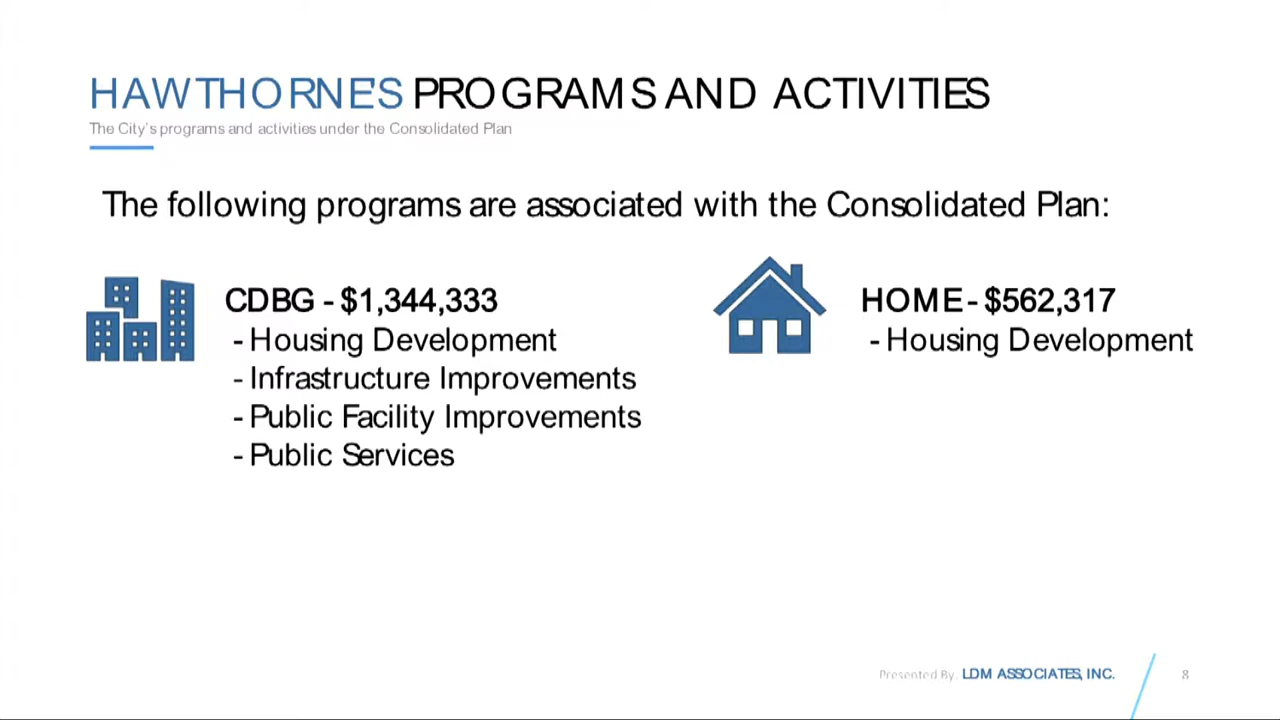 HAWTHORNE'S PROGRAMS AND ACTIVITIES
The City's programs and activities under the Consolidated Plan
The following programs are associated with the Consolidated Plan:
CDBG - $1,344,333
- Housing Development
- Infrastructure Improvements
- Public Facility Improvements
- Public Services
HOME - $562,317
- Housing Development
Presented By: LDM ASSOCIATES, INC.
8